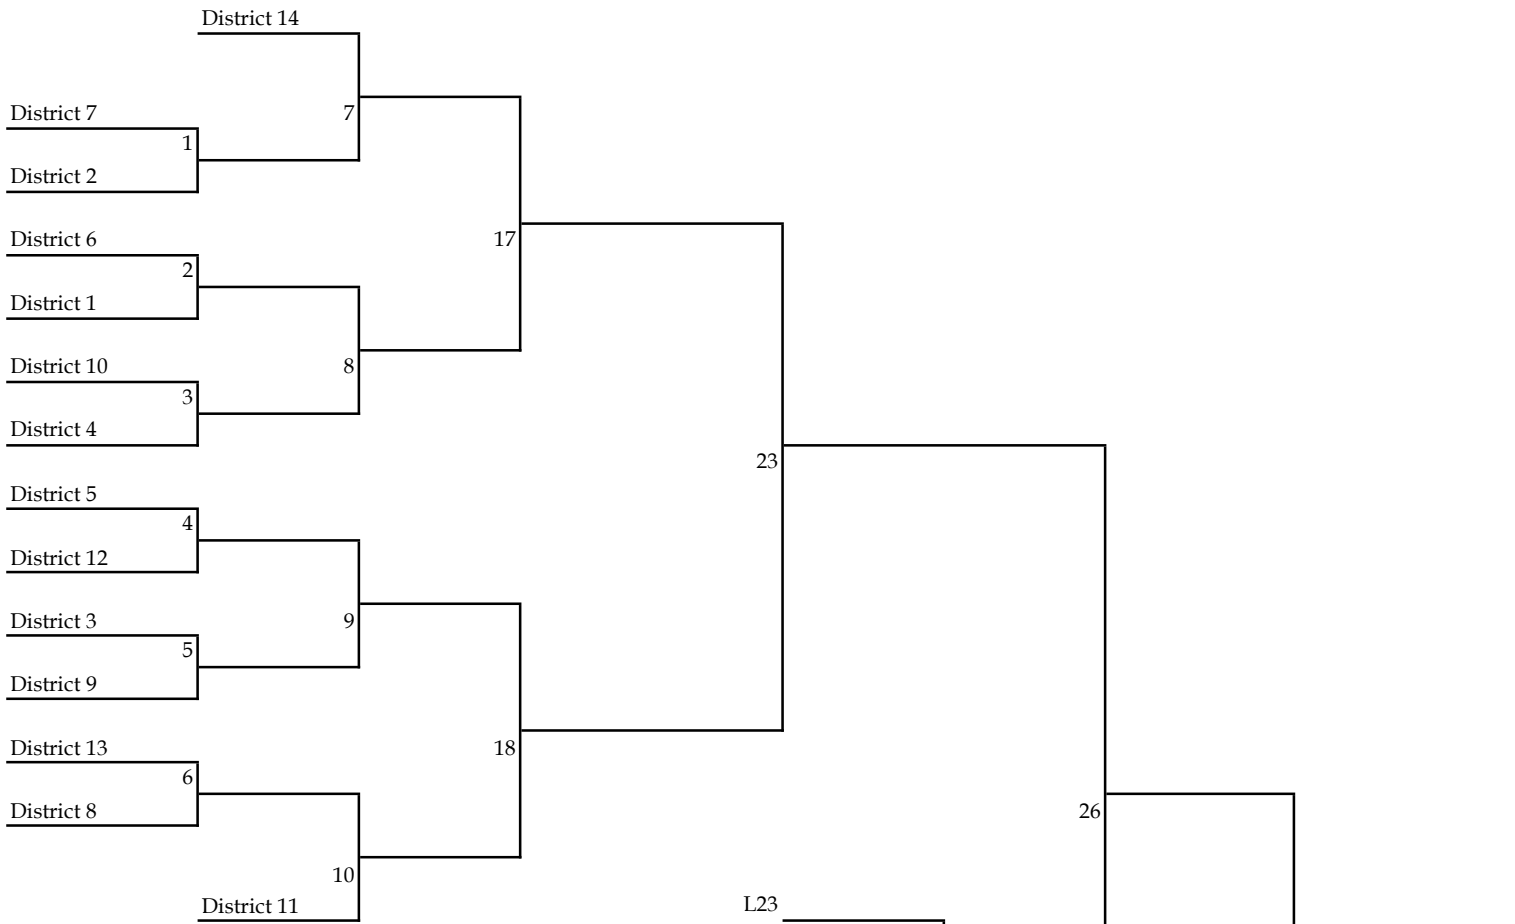 District 14
District 7
7
1
District 2
District 6
17
2
District 1
District 10
8
3
District 4
23
District 5
4
District 12
District 3
9
5
District 9
District 13
18
6
District 8
26
10
L23
District 11